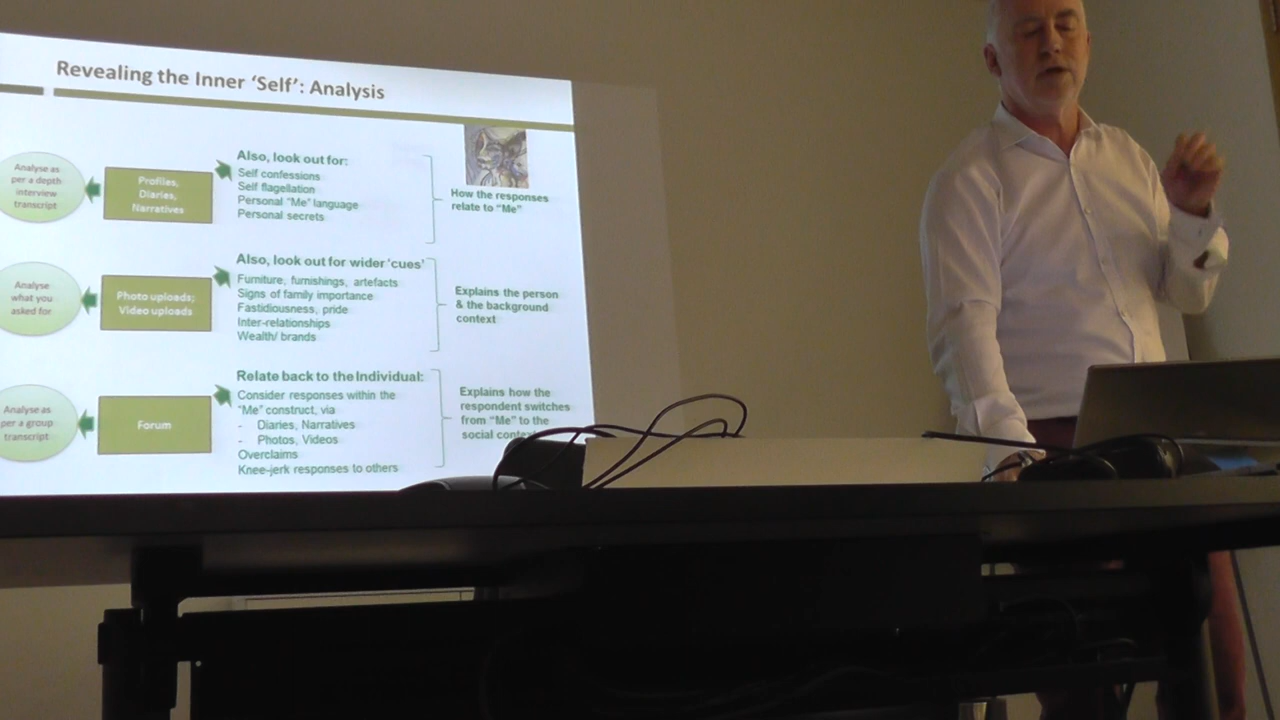 Revealing the Inner 'Self': Analysis
Analyse as
per a depth
interview
transcript
Profiles,
Diaries,
Narratives
Also, look out for:
Self confessions
Self flagellation
Personal "Me" language
Personal secrets
How the responses
relate to "Me"
Analyse
what you
asked for
Photo uploads;
Video uploads
Also, look out for wider 'cues'
Furniture, furnishings, artefacts
Signs of family importance
Fastidiousness, pride
Inter-relationships
Wealth/ brands
Explains the person
& the background
context
Analyse as
per a group
transcript
Forum
Relate back to the Individual:
Consider responses within the
"Me" construct, via
- Diaries, Narratives
- Photos, Videos
Overclaims
Knee-jerk responses to others
Explains how the
respondent switches
from "Me" to the
social context